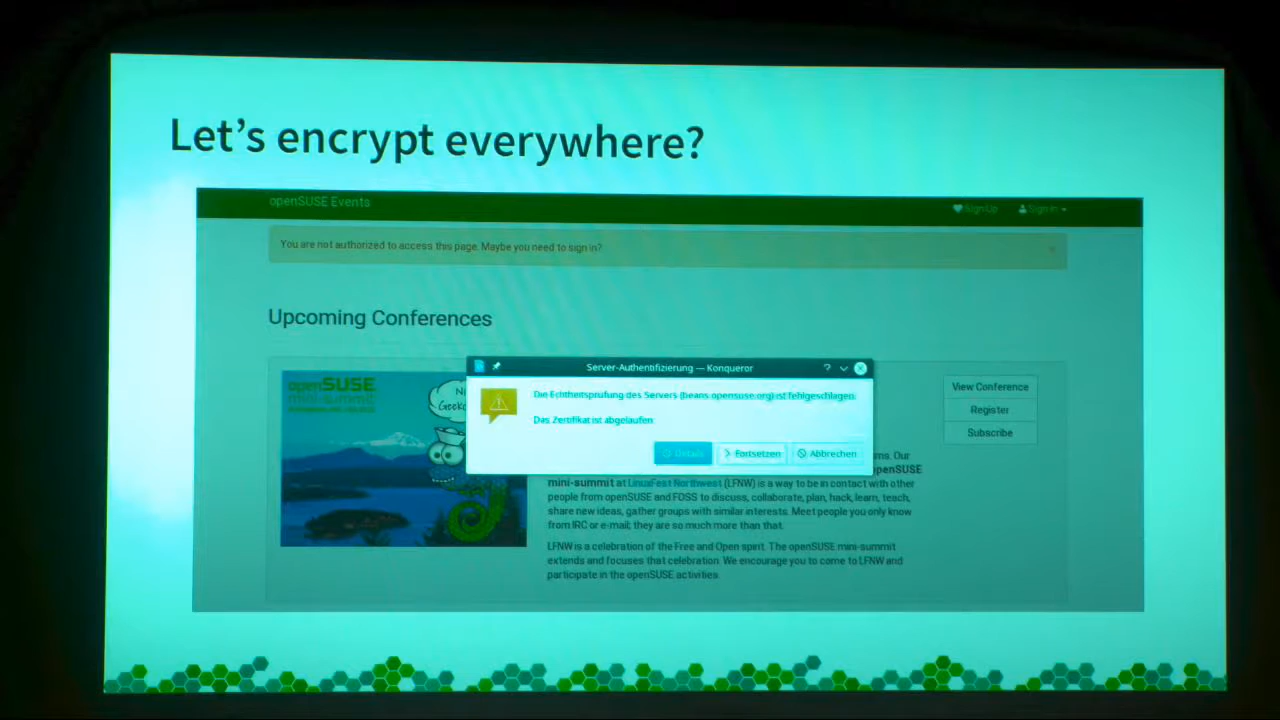 Let's encrypt everywhere?
openSUSE Events
Sign Up
Sign In
You are not authorized to access this page. Maybe you need to sign in?
Upcoming Conferences
openSUSE
mini-summit
Server-Authentifizierung — Konqueror
Die Echtheitsprüfung des Servers (beans.opensuse.org) ist fehlgeschlagen.
Das Zertifikat ist abgelaufen.
Details
Fortsetzen
Abbrechen
View Conference
Register
Subscribe
Our
openSUSE
mini-summit at LinuxFest Northwest (LFNW) is a way to be in contact with other
people from openSUSE and FOSS to discuss, collaborate, plan, hack, learn, teach,
share new ideas, gather groups with similar interests. Meet people you only know
from IRC or e-mail; they are so much more than that.
LFNW is a celebration of the Free and Open spirit. The openSUSE mini-summit
extends and focuses that celebration. We encourage you to come to LFNW and
participate in the openSUSE activities.